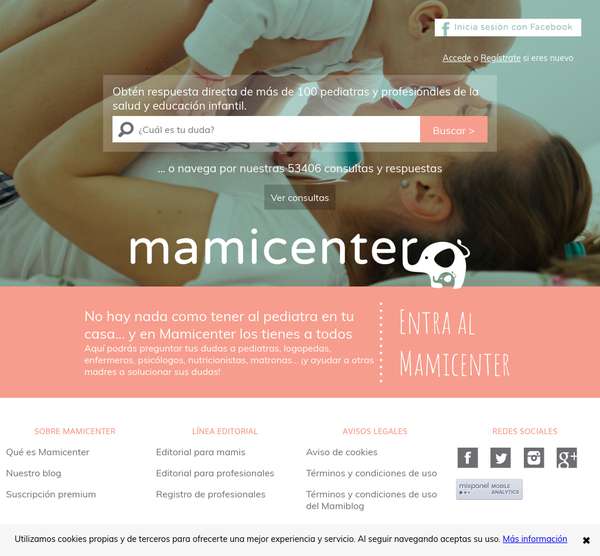 Inicia sesión con Facebook
Accede o Regístrate si eres nuevo
Obtén respuesta directa de más de 100 pediatras y profesionales de la
salud y educación infantil.
¿Cuál es tu duda?
Buscar >
... o navega por nuestras 53406 consultas y respuestas
Ver consultas
mamicenter
No hay nada como tener al pediatra en tu
casa... y en Mamicenter los tienes a todos
Aquí podrás preguntar tus dudas a pediatras, logopedas,
enfermeros, psicólogos, nutricionistas, matronas... ¡y ayudar a otras
madres a solucionar sus dudas!
Entra al
Mamicenter
SOBRE MAMICENTER
Qué es Mamicenter
Nuestro blog
Suscripción premium
LÍNEA EDITORIAL
Editorial para mamis
Editorial para profesionales
Registro de profesionales
AVISOS LEGALES
Aviso de cookies
Términos y condiciones de uso
Términos y condiciones de uso
del Mamiblog
REDES SOCIALES
mixpanel MOBILE
ANALYTICS
Utilizamos cookies propias y de terceros para ofrecerte una mejor experiencia y servicio. Al seguir navegando aceptas su uso. Más información